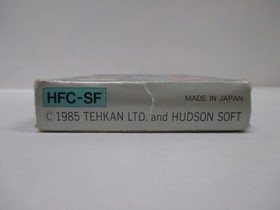 HFC-SF MADE IN JAPAN
©1985 TEHKAN LTD. and HUDSON SOFT